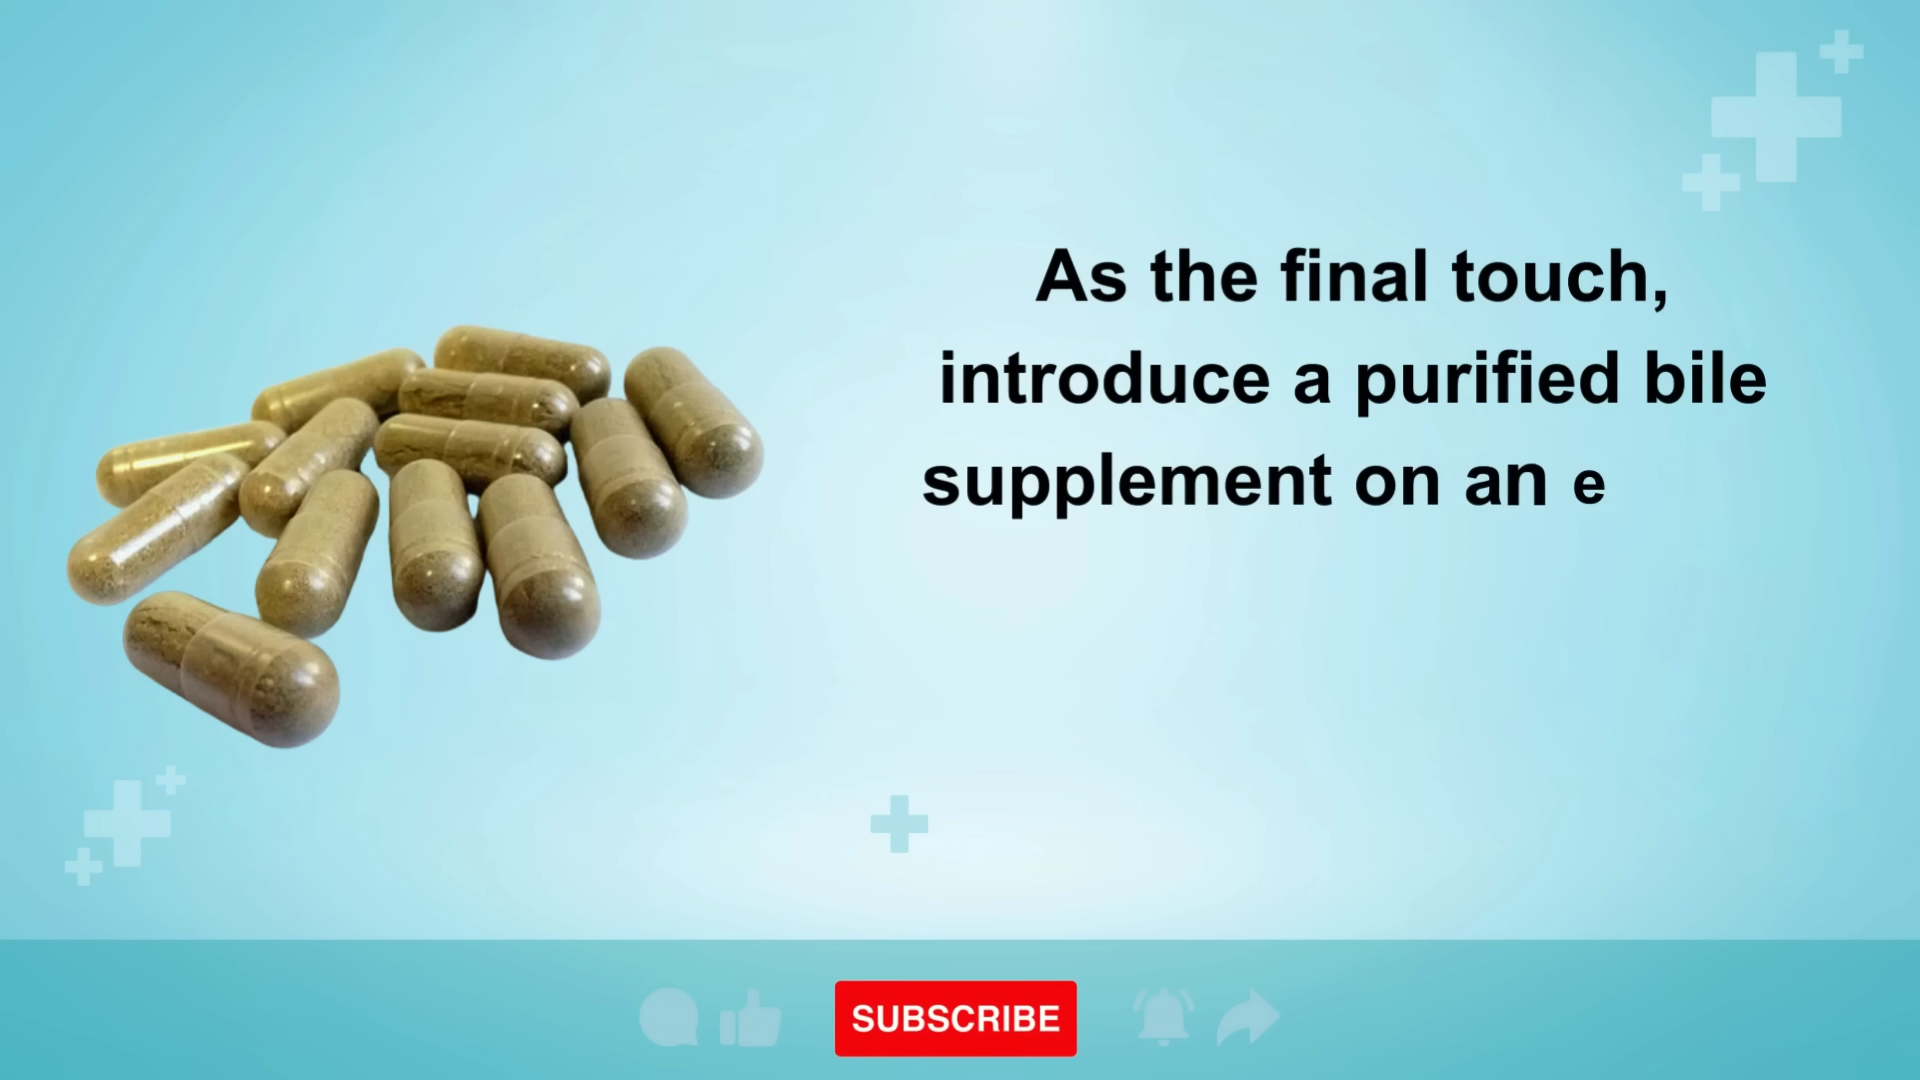 As the final touch,
introduce a purified bile
supplement on an e
SUBSCRIBE